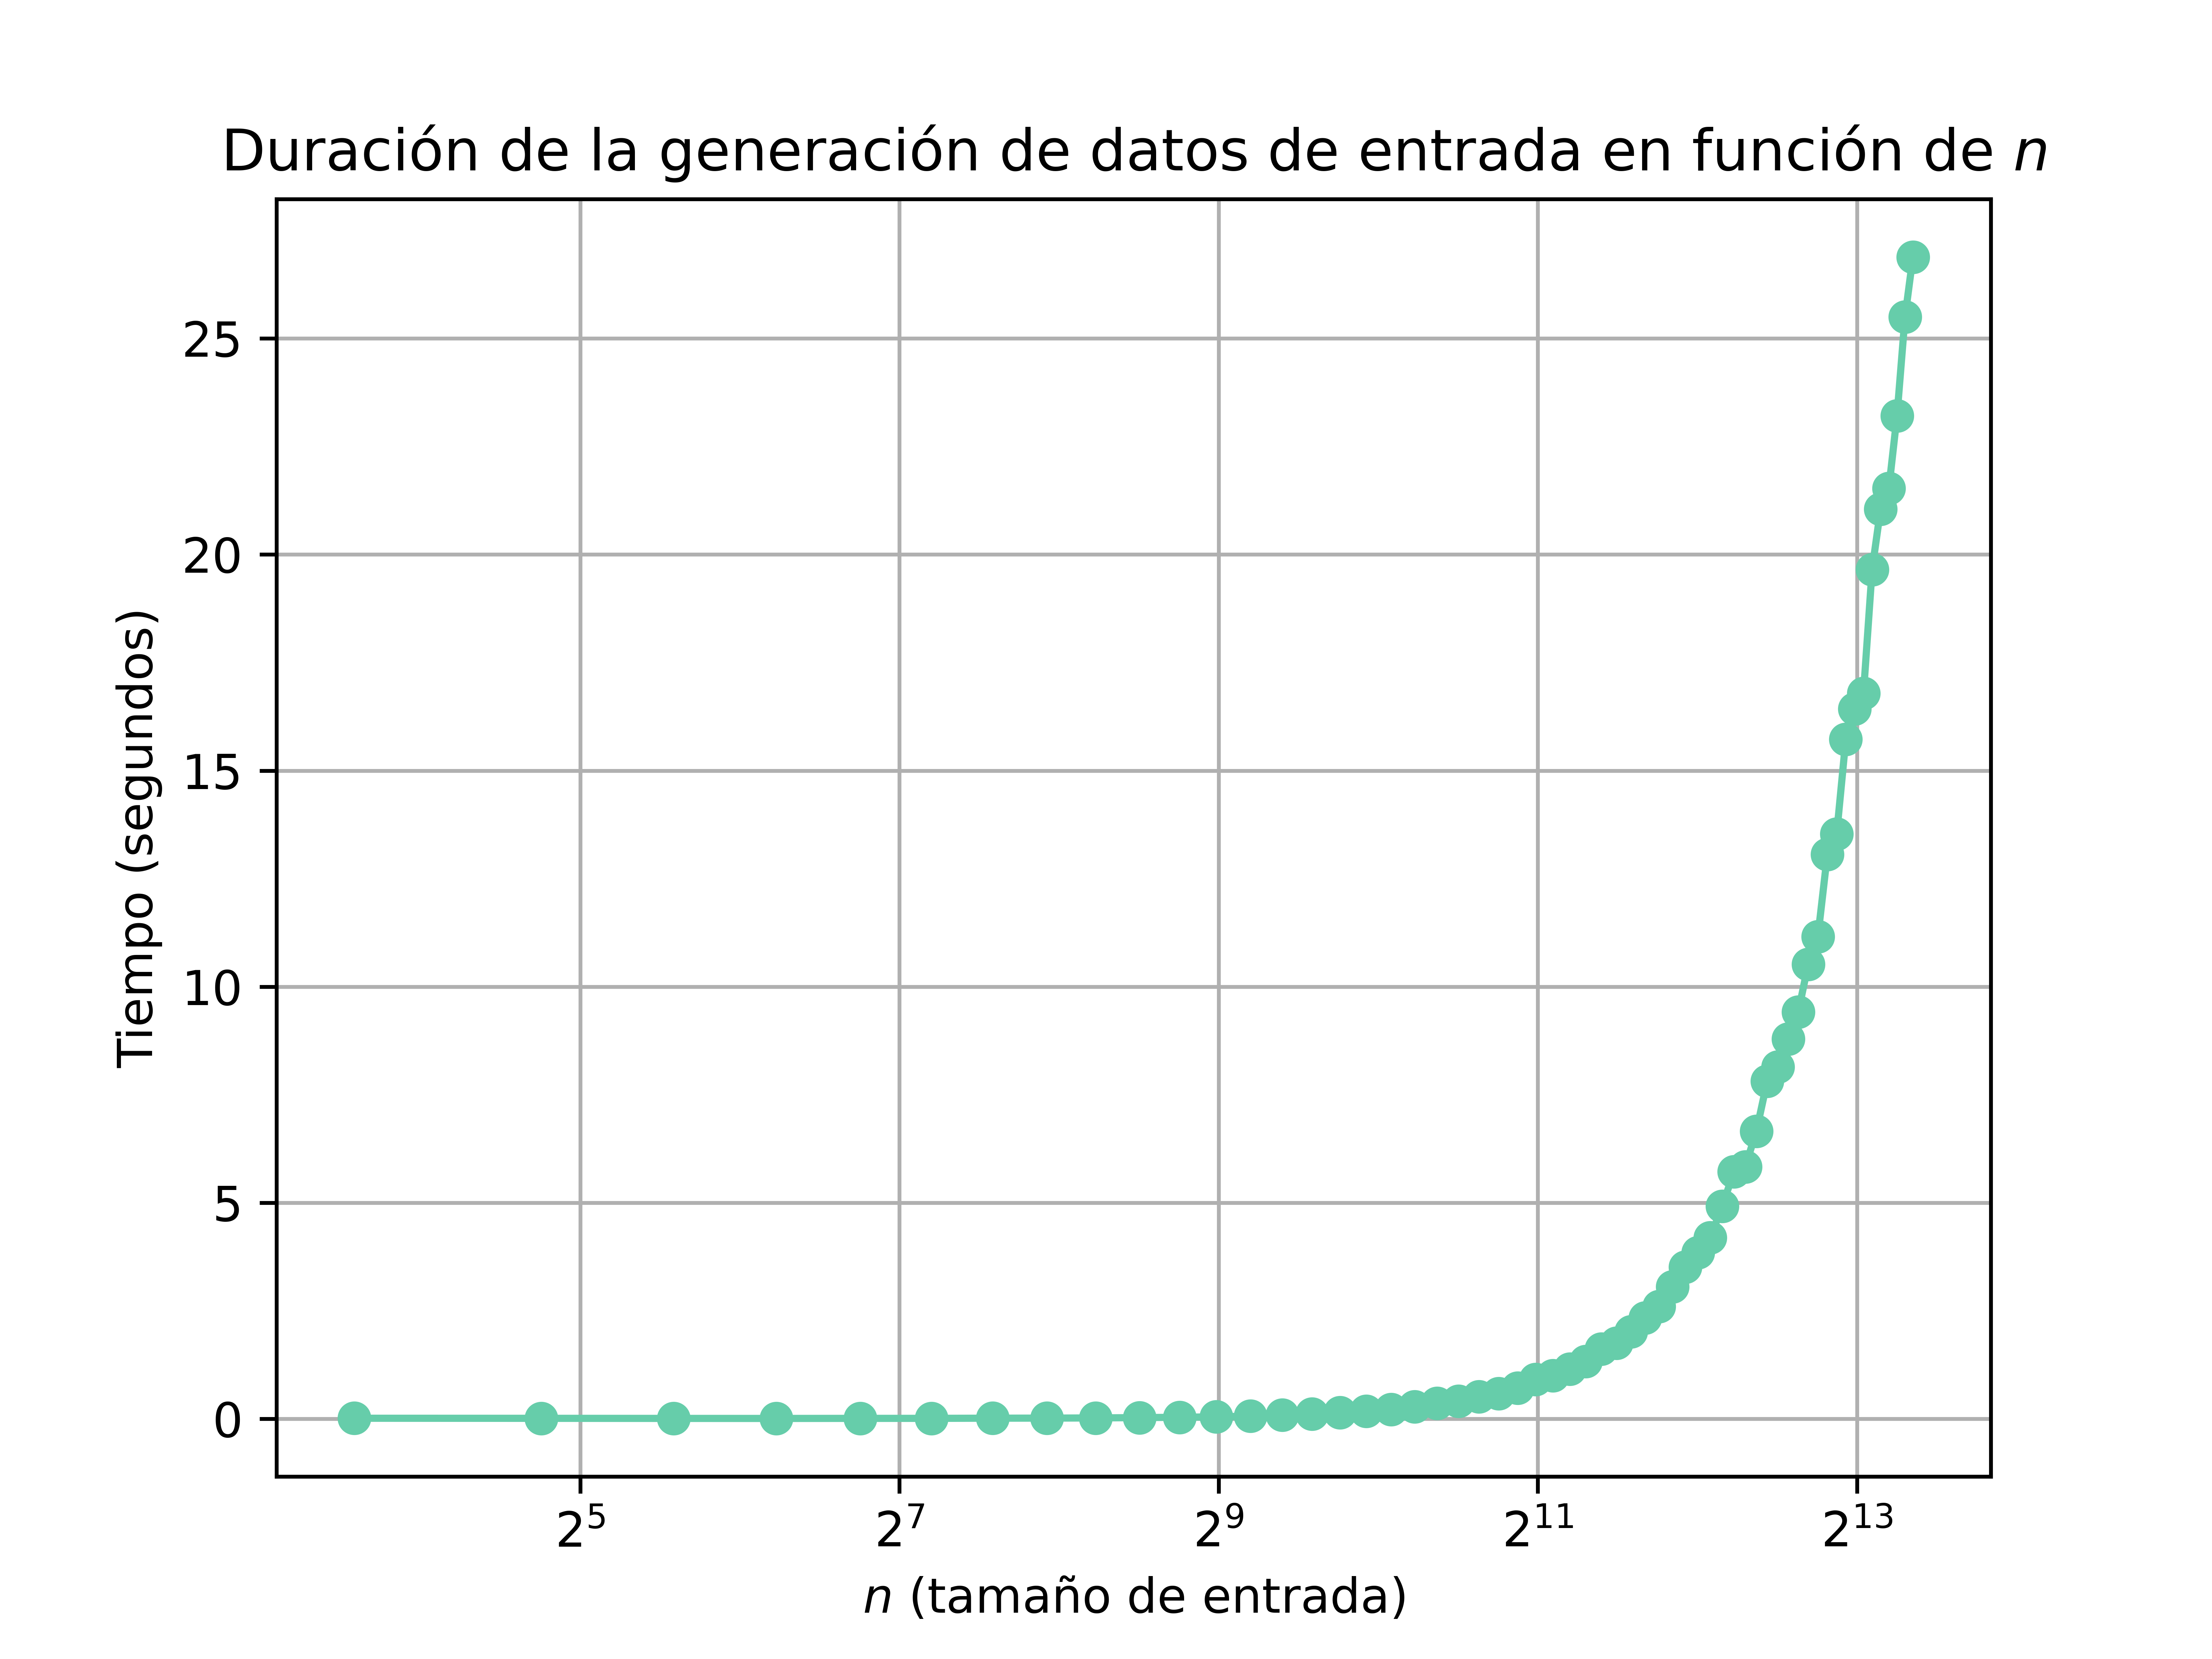 Duración de la generación de datos de entrada en función de n
25
20
15
10
5
0
Tiempo (segundos)
2^5 2^7 2^9 2^11 2^13
n (tamaño de entrada)